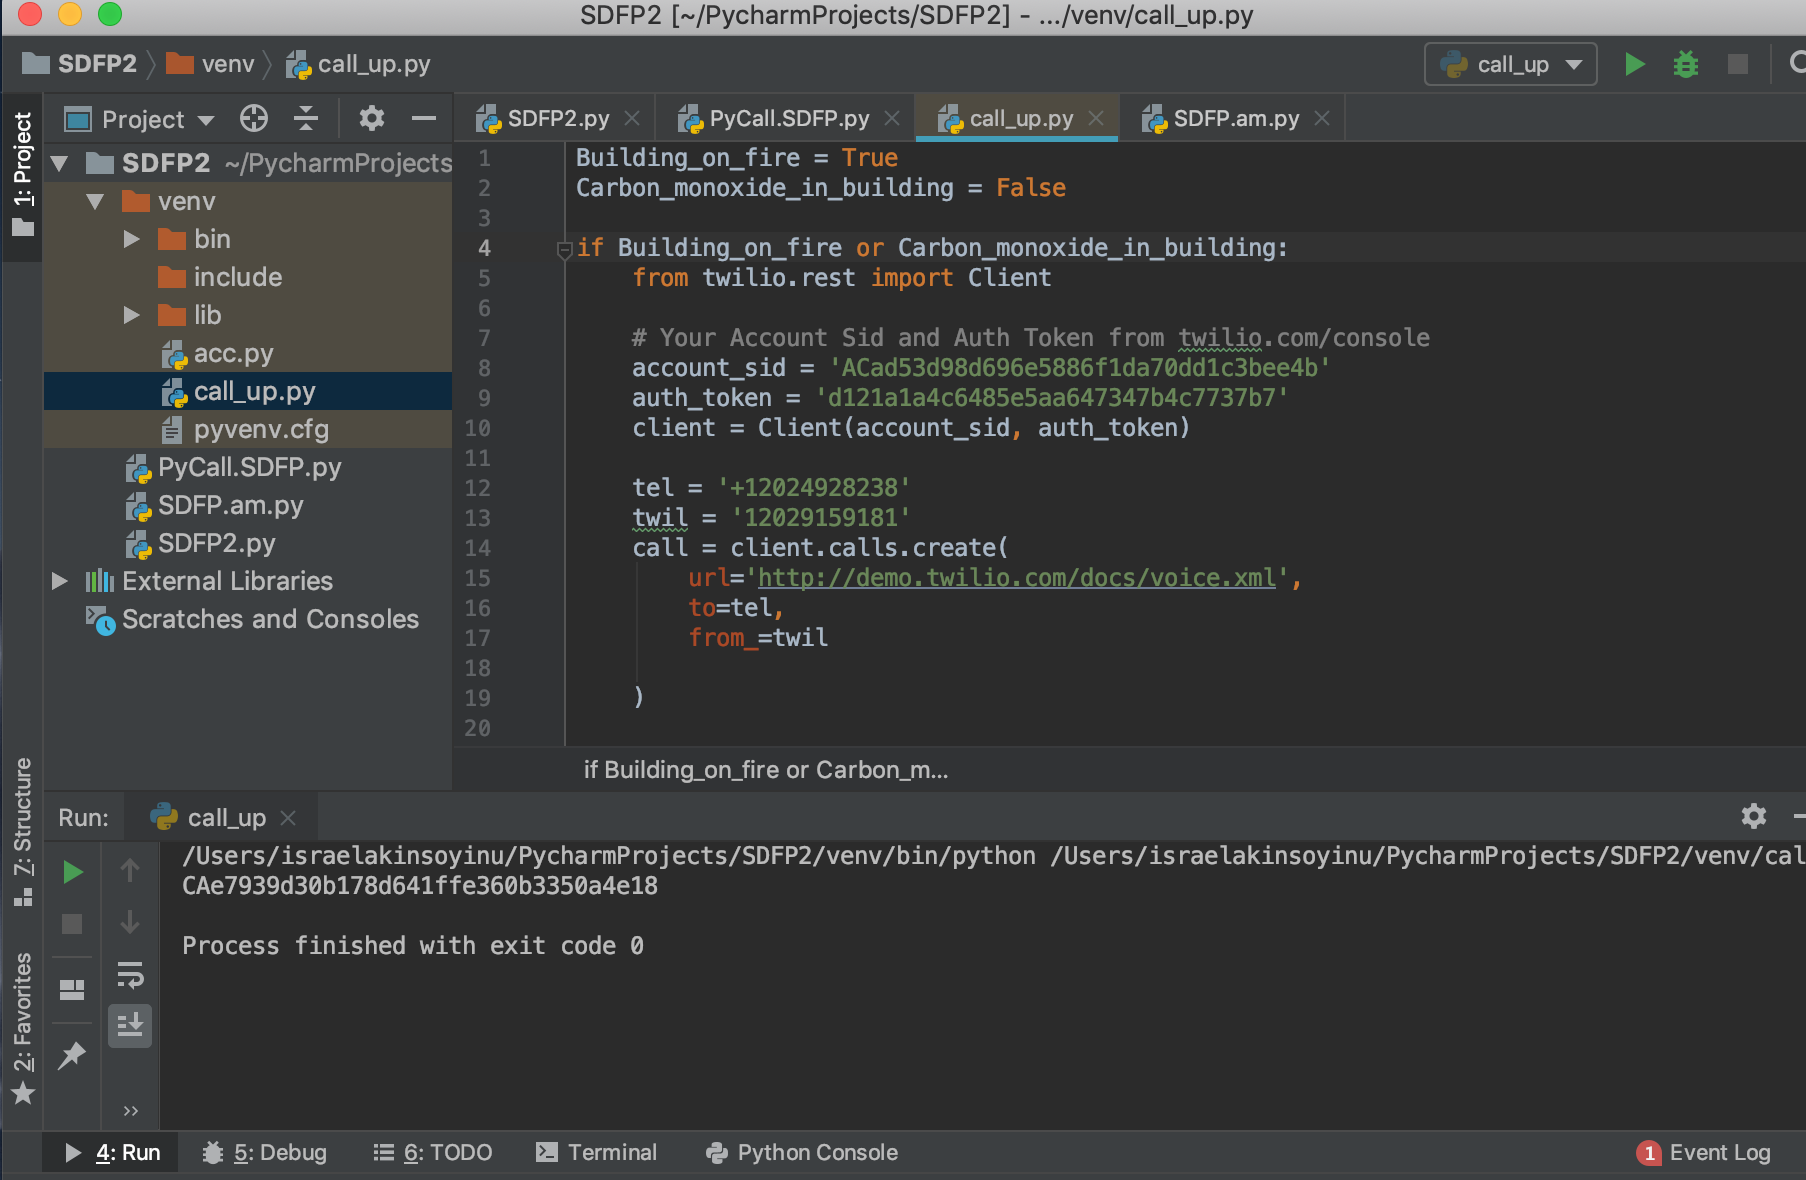 SDFP2 [~/PycharmProjects/SDFP2] - .../venv/call_up.py
SDFP2 venv call_up.py
call_up
1: Project
Project
SDFP2.py
PyCall.SDFP.py
call_up.py
SDFP.am.py
SDFP2 ~/PycharmProjects
venv
bin
include
lib
acc.py
call_up.py
pyvenv.cfg
PyCall.SDFP.py
SDFP.am.py
SDFP2.py
External Libraries
Scratches and Consoles
1 Building_on_fire = True
2 Carbon_monoxide_in_building = False
3
4 if Building_on_fire or Carbon_monoxide_in_building:
5 from twilio.rest import Client
6
7 # Your Account Sid and Auth Token from twilio.com/console
8 account_sid = 'ACad53d98d696e5886f1da70dd1c3bee4b'
9 auth_token = 'd121a1a4c6485e5aa647347b4c7737b7'
10 client = Client(account_sid, auth_token)
11
12 tel = '+12024928238'
13 twil = '12029159181'
14 call = client.calls.create(
15 url='http://demo.twilio.com/docs/voice.xml',
16 to=tel,
17 from_=twil
18
19 )
20
if Building_on_fire or Carbon_m...
7: Structure
2: Favorites
Run: call_up
/Users/israelakinsoyinu/PycharmProjects/SDFP2/venv/bin/python /Users/israelakinsoyinu/PycharmProjects/SDFP2/venv/cal
CAe7939d30b178d641ffe360b3350a4e18
Process finished with exit code 0
4: Run 5: Debug 6: TODO Terminal Python Console 1 Event Log